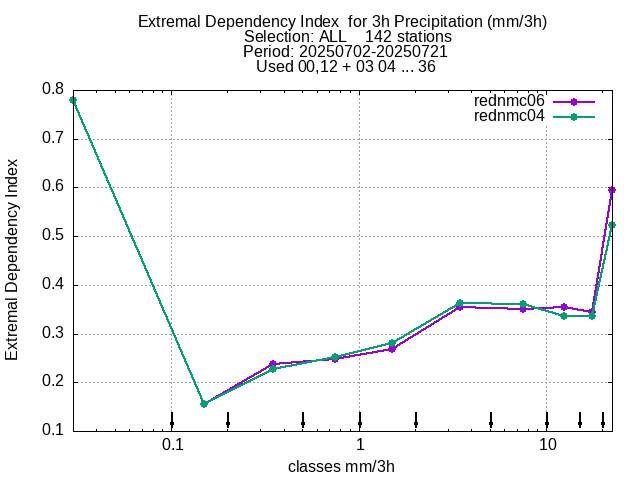 Extremal Dependency Index  for 3h Precipitation (mm/3h)
Selection: ALL    142 stations
Period: 20250702-20250721
Used 00,12 + 03 04 ... 36
rednmc06
rednmc04
0.8
0.7
0.6
0.5
0.4
0.3
0.2
0.1
Extremal Dependency Index
0.1 1 10
classes mm/3h